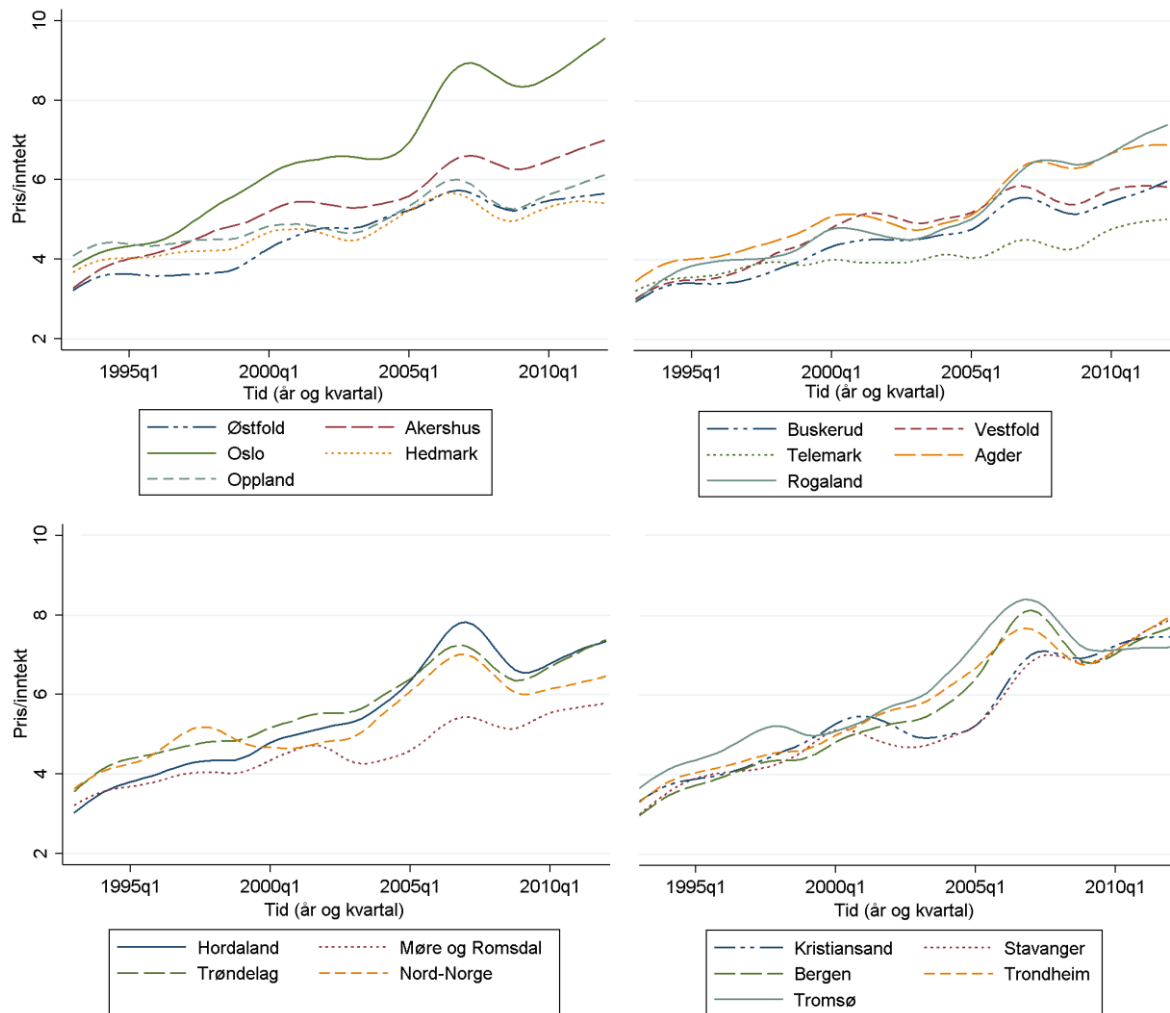 10
8
6
4
2
Pris/inntekt
1995q1 2000q1 2005q1 2010q1
Tid (år og kvartal)
Østfold Akershus
Oslo Hedmark
Oppland
1995q1 2000q1 2005q1 2010q1
Tid (år og kvartal)
Buskerud Vestfold
Telemark Agder
Rogaland
10
8
6
4
2
Pris/inntekt
1995q1 2000q1 2005q1 2010q1
Tid (år og kvartal)
Hordaland Møre og Romsdal
Trøndelag Nord-Norge
1995q1 2000q1 2005q1 2010q1
Tid (år og kvartal)
Kristiansand Stavanger
Bergen Trondheim
Tromsø